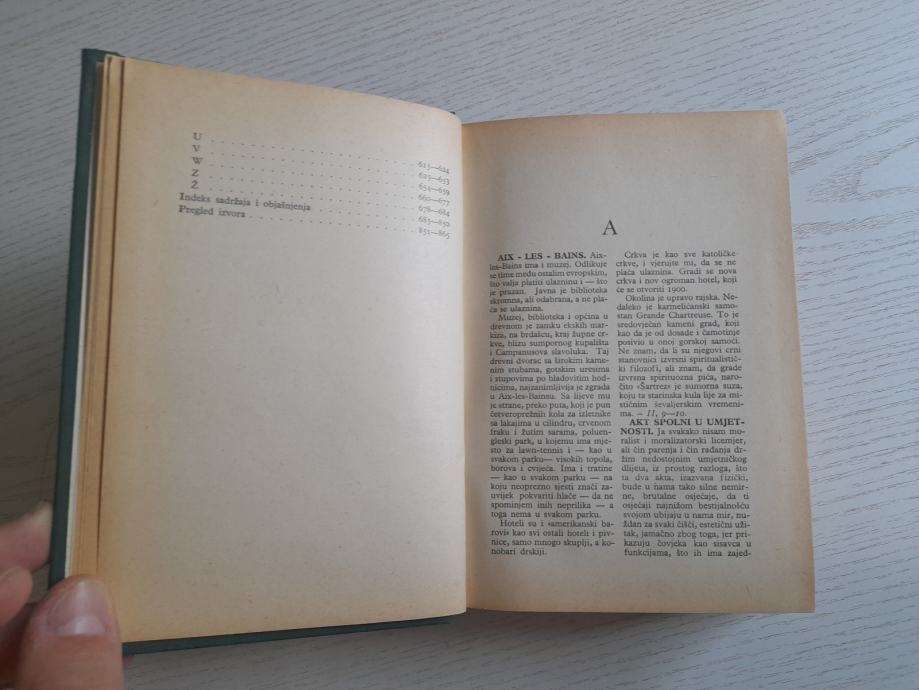 U . . . . . . . . . . . . . . . . . . . . 613—624
V . . . . . . . . . . . . . . . . . . . . 625—653
W . . . . . . . . . . . . . . . . . . . . 654—659
Z . . . . . . . . . . . . . . . . . . . . 660—677
Ž . . . . . . . . . . . . . . . . . . . . 678—684
Indeks sadržaja i objašnjenja . . . . . . . . . . 685—850
Pregled izvora . . . . . . . . . . . . . . . . 851—865
A
AIX - LES - BAINS. Aix-
les-Bains ima i muzej. Odlikuje
se time među ostalim evropskim,
što valja platiti ulazninu i — što
je prazan. Javna je biblioteka
skromna, ali odabrana, a ne pla-
ća se ulaznina.
Muzej, biblioteka i općina u
drevnom je zamku ekskih mar-
kiza, na brdašcu, kraj župne cr-
kve, blizu sumpornog kupališta
i Campanusova slavoluka. Taj
drevni dvorac sa širokim kame-
nim stubama, gotskim uresima
i stupovima po hladovitim hod-
nicima, najzanimljivija je zgrada
u Aix-les-Bainsu. Sa lijeve mu
je strane, preko puta, koji je pun
četveroprežnih kola za izletnike
sa lakajima u cilindru, crvenom
fraku i žutim sarama, poluen-
gleski park, u kojemu ima mje-
sto za lawn-tennis i — kao u
svakom parku— visokih topola,
borova i cvijeća. Ima i tratine
— kao u svakom parku — na
koju neoprezno sjesti znači za-
uvijek pokvariti hlače — da ne
spominjem inih neprilika — a
toga nema u svakom parku.
Hoteli su i »amerikanski ba-
rovi« kao svi ostali hoteli i piv-
nice, samo mnogo skuplji, a ko-
nobari drskiji.
Crkva je kao sve katoličke
crkve, i vjerujte mi, da se ne
plaća ulaznina. Gradi se nova
crkva i nov ogroman hotel, koji
će se otvoriti 1900.
Okolina je upravo rajska. Ne-
daleko je karmelićanski samo-
stan Grande Chartreuse. To je
sredovječan kameni grad, koji
kao da je od dosade i čamotinje
posivio u onoj gorskoj samoći.
Ne znam, da li su njegovi crni
stanovnici izvrsni spiritualistič-
ki filozofi, ali znam, da grade
izvrsna spirituozna pića, naro-
čito »Šartrez« je sumorna suza,
koju ta starinska kula lije za mi-
stičnim ševaljerskim vremeni-
ma. – II, 9—10.
AKT SPOLNI U UMJET-
NOSTI. Ja svakako nisam mo-
ralist i moralizatorski licemjer,
ali čin parenja i čin rađanja dr-
žim nedostojnim umjetničkog
dlijeta, iz prostog razloga, što
ta dva akta, izazvana fizički,
bude u nama tako silne nemir-
ne, brutalne osjećaje, da ti
osjećaji najnižom bestijalnošću
svojom ubijaju u nama mir, nu-
ždan za svaki čišći, estetični uži-
tak, jamačno zbog toga, jer pri-
kazuju čovjeka kao sisavca u
funkcijama, što ih ima zajed-